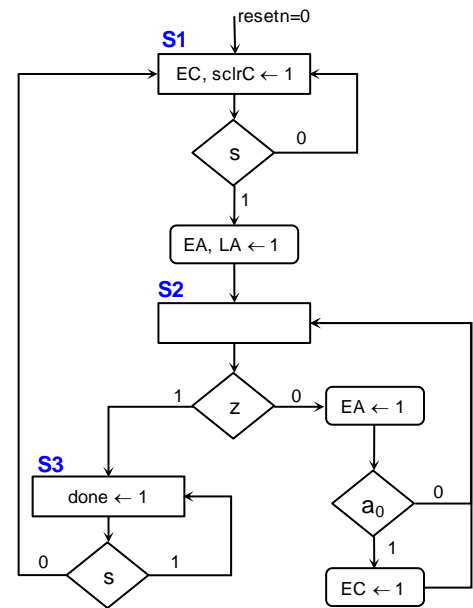 resetn=0
S1
EC, sclrC ← 1
s
0
1
EA, LA ← 1
S2
1
z
0
EA ← 1
S3
done ← 1
a0
0
1
0
s
1
EC ← 1